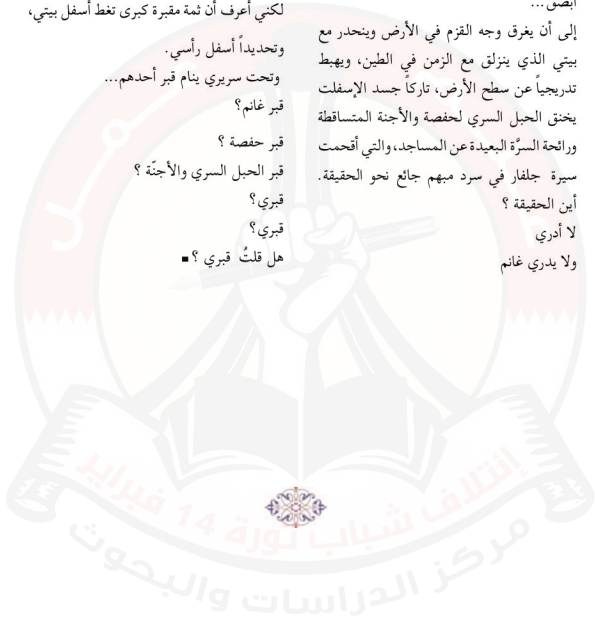 أبصق...
إلى أن يغرق وجه القزم في الأرض وينحدر مع
بيتي الذي ينزلق مع الزمن في الطين، ويهبط
تدريجياً عن سطح الأرض، تاركاً جسد الإسفلت
يخنق الحبل السري لحفصة والأجنة المتساقطة
ورائحة السرَّة البعيدة عن المساجد، والتي أقحمت
سيرة جلفار في سرد مبهم جائع نحو الحقيقة.
أين الحقيقة ؟
لا أدري
ولا يدري غانم
لكني أعرف أن ثمة مقبرة كبرى تغط أسفل بيتي،
وتحديداً أسفل رأسي.
وتحت سريري ينام قبر أحدهم...
قبر غانم؟
قبر حفصة ؟
قبر الحبل السري والأجنّة ؟
قبري؟
قبري؟
هل قلتُ قبري ؟■
إئتلاف شباب ثورة 14 فبراير
مركز الدراسات والبحوث